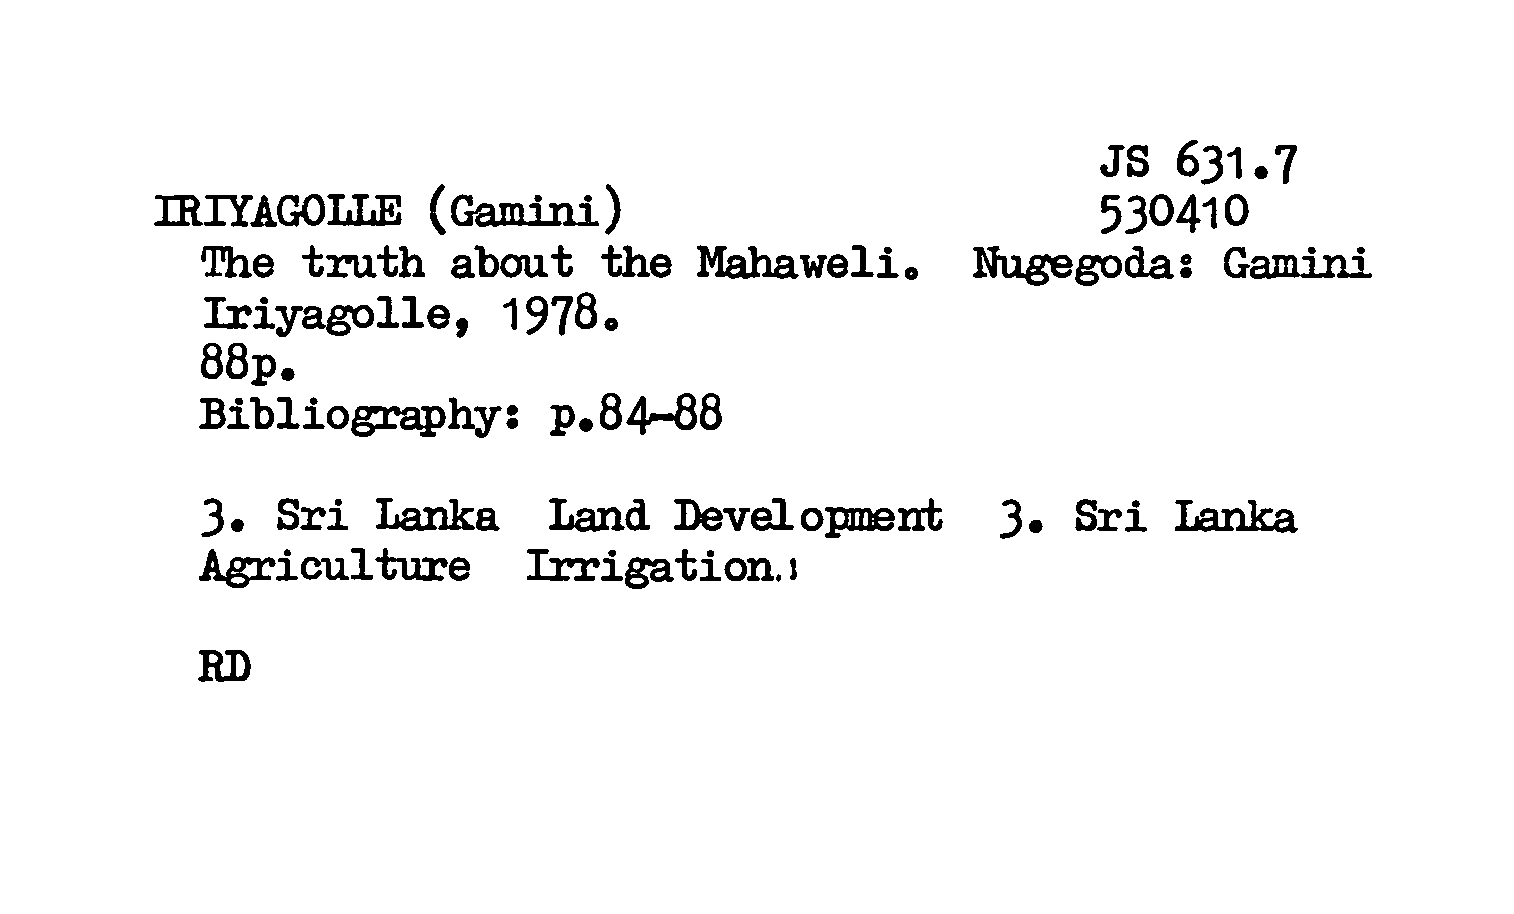 JS 631.7
IRIYAGOLLE (Gamini) 530410
The truth about the Mahaweli. Nugegoda: Gamini
Iriyagolle, 1978.
88p.
Bibliography: p.84-88
3. Sri Lanka Land Development 3. Sri Lanka
Agriculture Irrigation.
RD